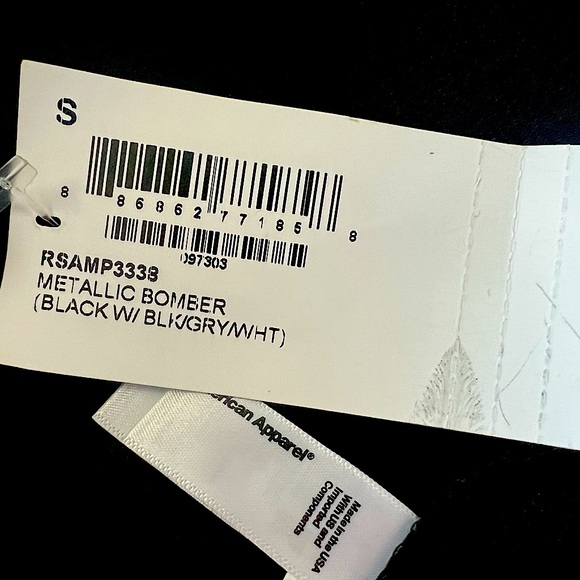 S
8 86862 77185 8
097303
RSAMP3338
METALLIC BOMBER
(BLACK W/ BLK/GRY/WHT)
erican Apparel®
Made in the USA
With US and
Imported
Components